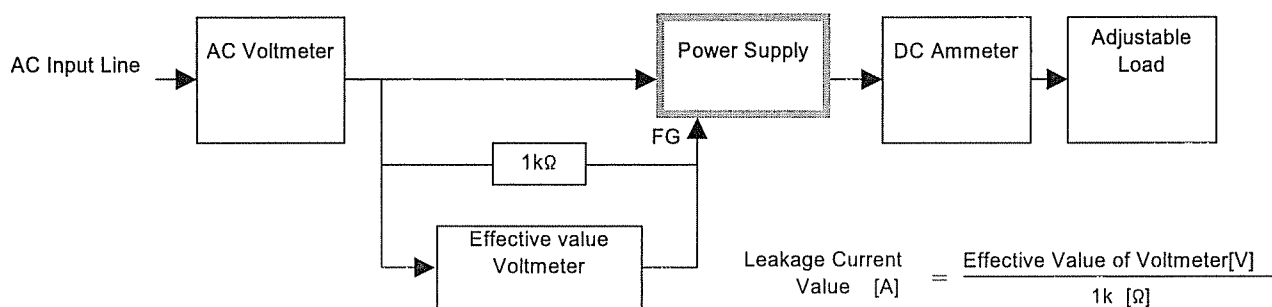 AC Input Line
AC Voltmeter
Power Supply
DC Ammeter
Adjustable
Load
FG
1kΩ
Effective value
Voltmeter
Leakage Current
Value [A]
=
Effective Value of Voltmeter[V]
1k [Ω]